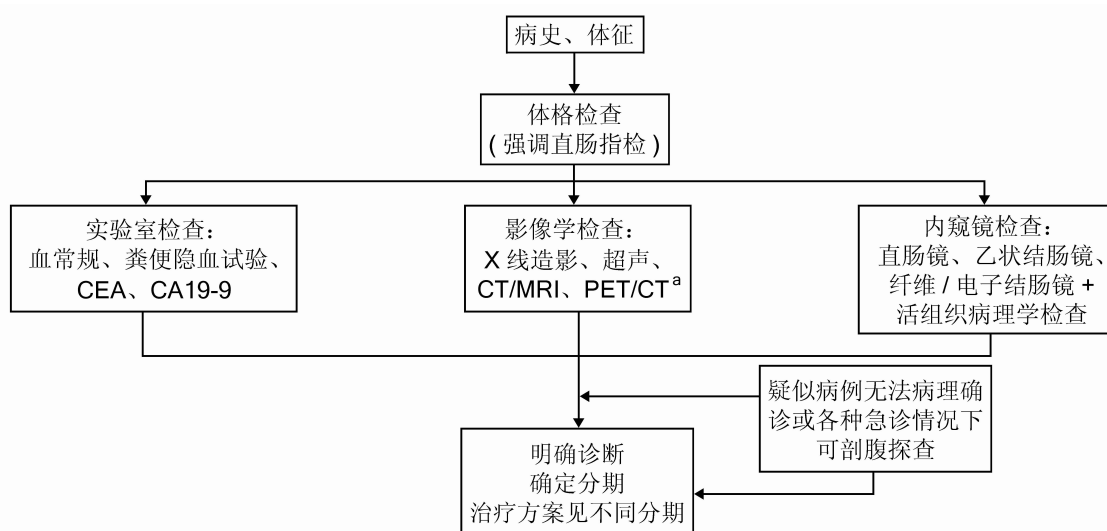 病史、体征
体格检查
( 强调直肠指检 )
实验室检查：
血常规、粪便隐血试验、
CEA、CA19-9
影像学检查：
X 线造影、超声、
CT/MRI、PET/CTª
内窥镜检查：
直肠镜、乙状结肠镜、
纤维 / 电子结肠镜 +
活组织病理学检查
疑似病例无法病理确
诊或各种急诊情况下
可剖腹探查
明确诊断
确定分期
治疗方案见不同分期